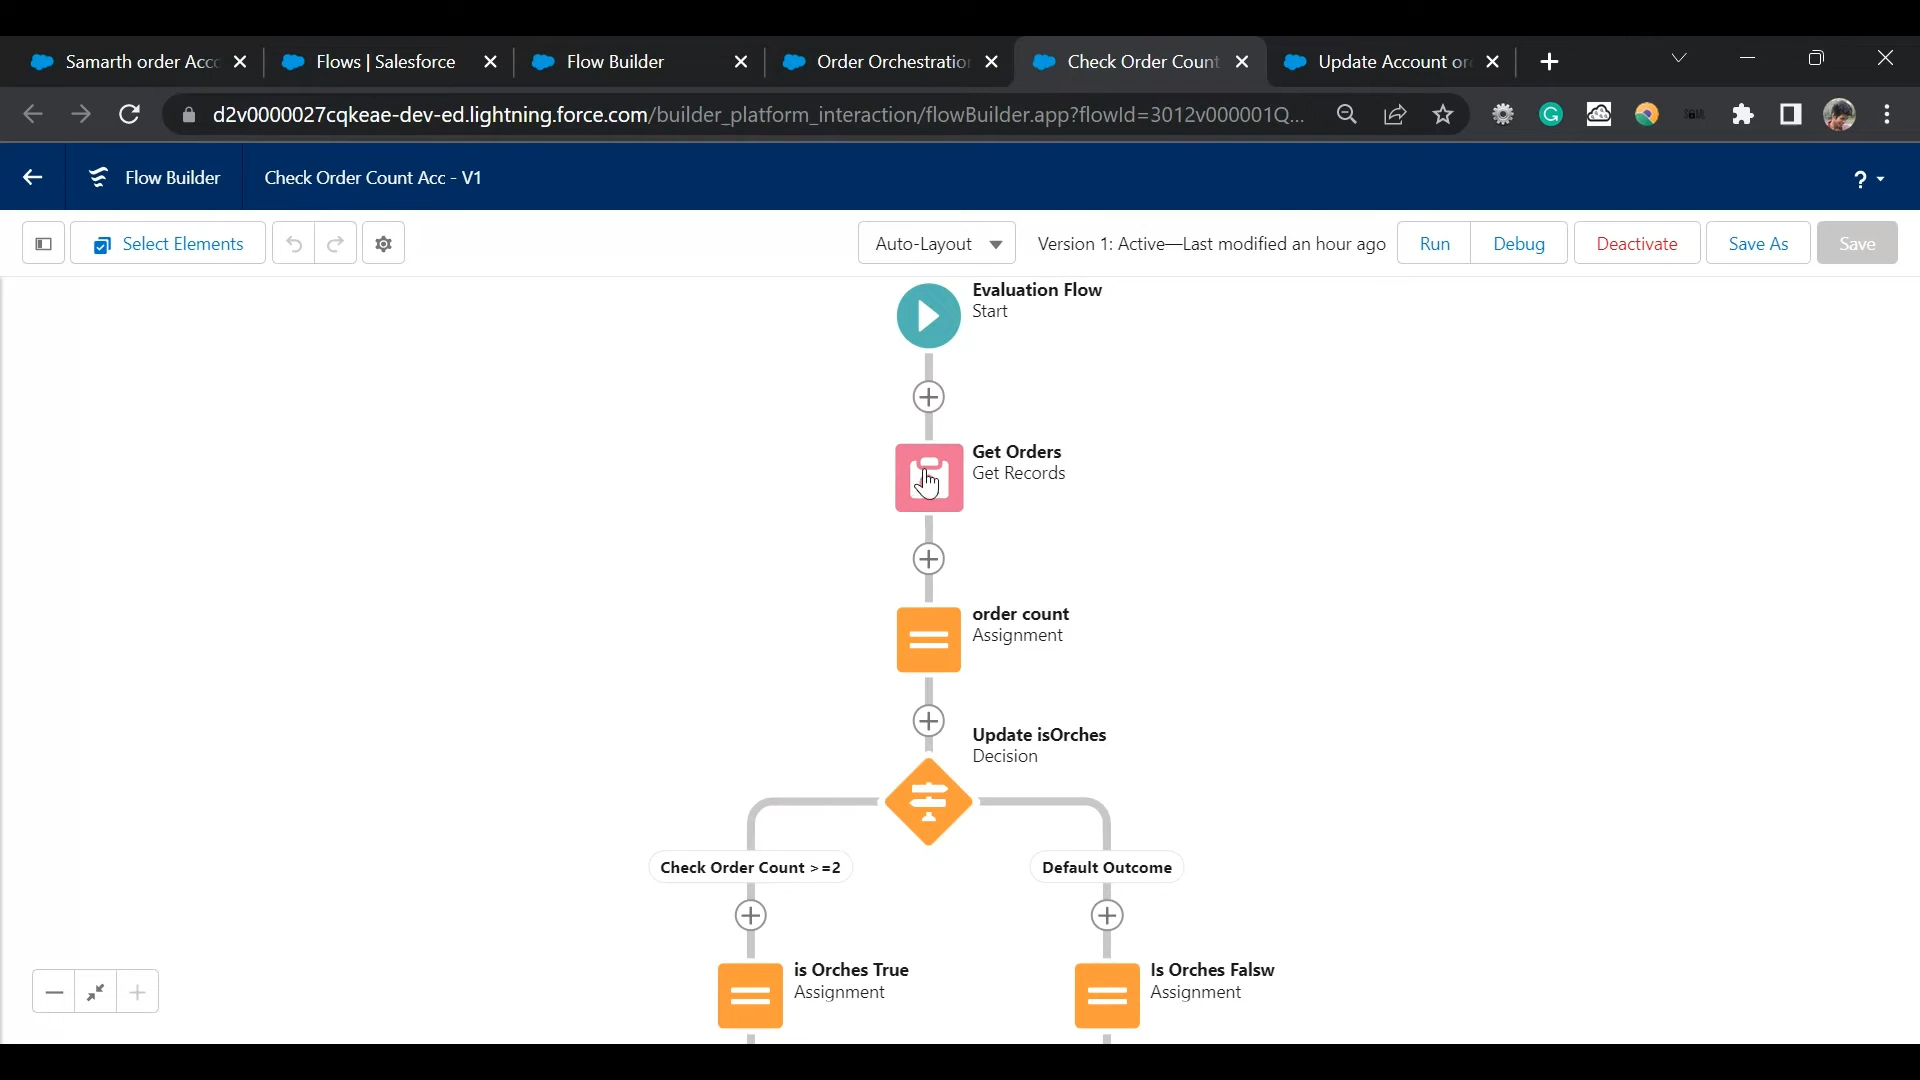 Samarth order Acc
Flows | Salesforce
Flow Builder
Order Orchestration
Check Order Count
Update Account or
d2v0000027cqkeae-dev-ed.lightning.force.com/builder_platform_interaction/flowBuilder.app?flowId=3012v000001Q...
Flow Builder
Check Order Count Acc - V1
?
Select Elements
Auto-Layout
Version 1: Active—Last modified an hour ago
Run
Debug
Deactivate
Save As
Save
Evaluation Flow
Start
Get Orders
Get Records
order count
Assignment
Update isOrches
Decision
Check Order Count >=2
Default Outcome
is Orches True
Assignment
Is Orches Falsw
Assignment